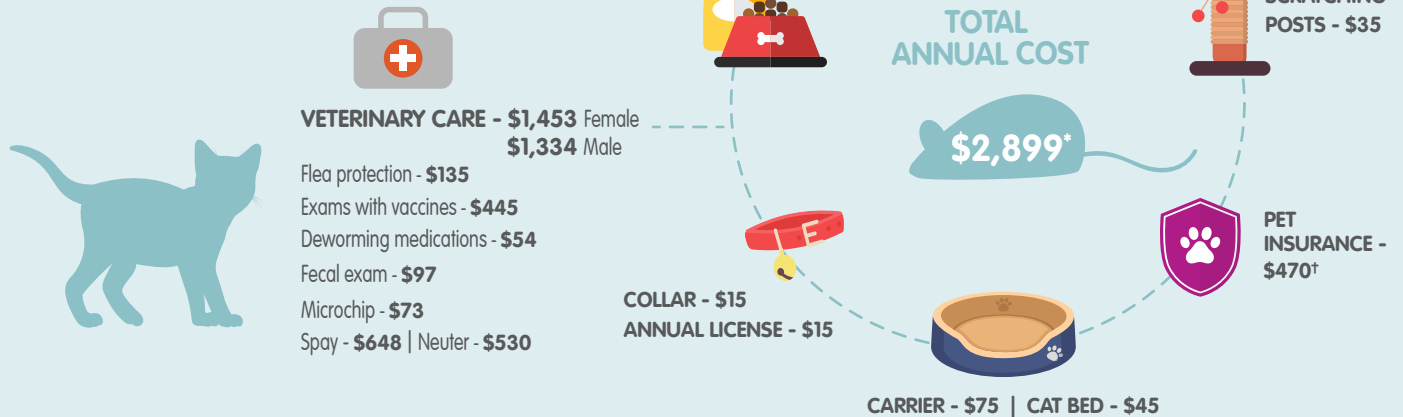 TOTAL
ANNUAL COST
$2,899*
POSTS - $35
VETERINARY CARE - $1,453 Female
$1,334 Male
Flea protection - $135
Exams with vaccines - $445
Deworming medications - $54
Fecal exam - $97
Microchip - $73
Spay - $648 | Neuter - $530
COLLAR - $15
ANNUAL LICENSE - $15
PET
INSURANCE -
$470†
CARRIER - $75 | CAT BED - $45